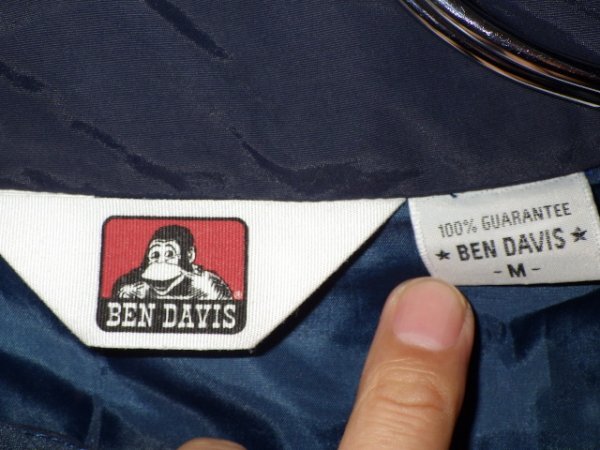 BEN DAVIS
100% GUARANTEE
★ BEN DAVIS ★
- M -